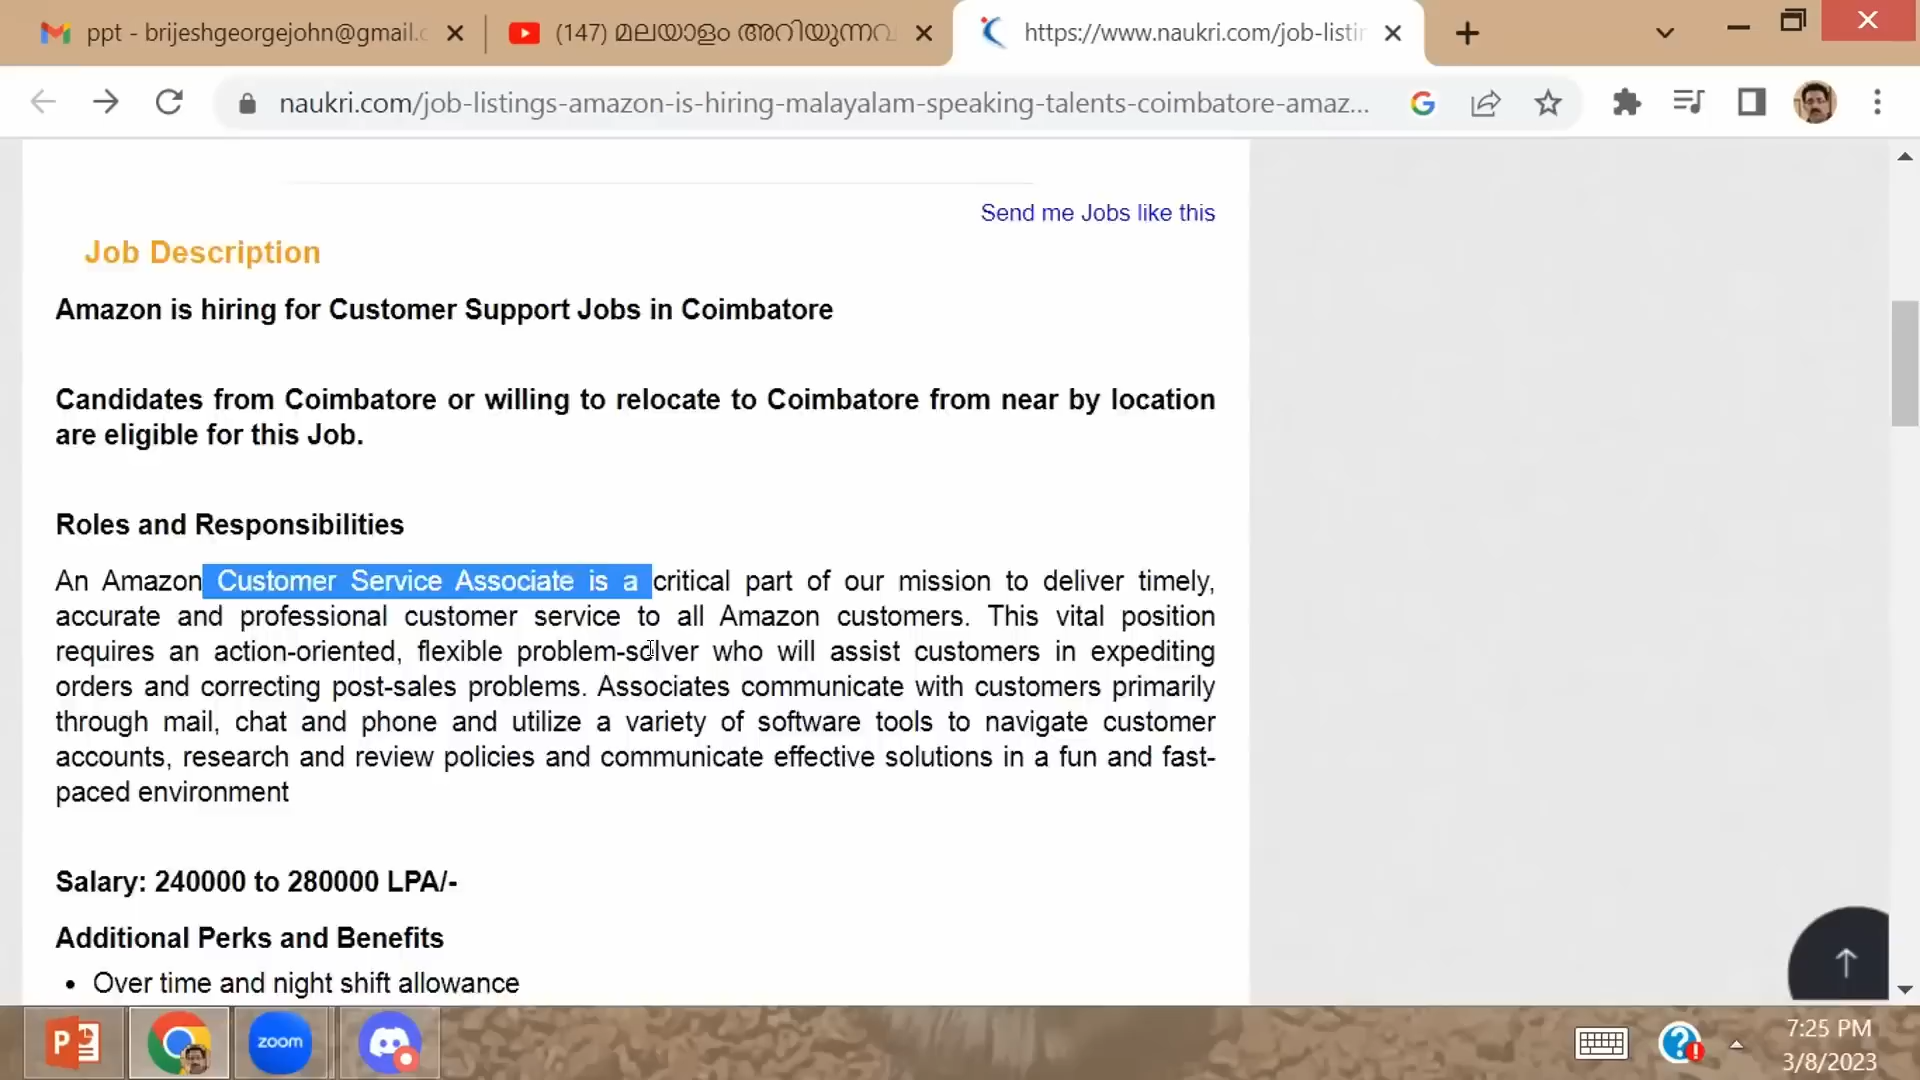 ppt - brijeshgeorgejohn@gmail.c
(147) മലയാളം അറിയുന്നവ
https://www.naukri.com/job-listin
naukri.com/job-listings-amazon-is-hiring-malayalam-speaking-talents-coimbatore-amaz...
Send me Jobs like this
Job Description
Amazon is hiring for Customer Support Jobs in Coimbatore
Candidates from Coimbatore or willing to relocate to Coimbatore from near by location
are eligible for this Job.
Roles and Responsibilities
An Amazon Customer Service Associate is a critical part of our mission to deliver timely,
accurate and professional customer service to all Amazon customers. This vital position
requires an action-oriented, flexible problem-solver who will assist customers in expediting
orders and correcting post-sales problems. Associates communicate with customers primarily
through mail, chat and phone and utilize a variety of software tools to navigate customer
accounts, research and review policies and communicate effective solutions in a fun and fast-
paced environment
Salary: 240000 to 280000 LPA/-
Additional Perks and Benefits
• Over time and night shift allowance
zoom
7:25 PM
3/8/2023